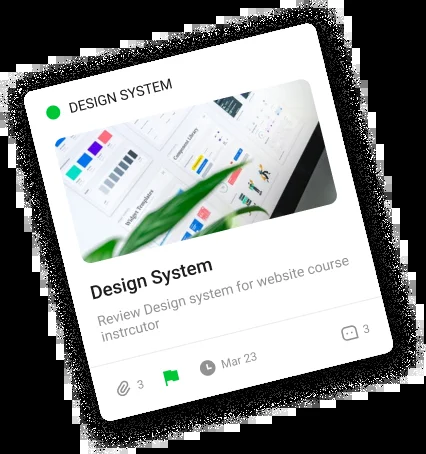 DESIGN SYSTEM
Component Library
Widget Templates
Design System
Review Design system for website course
instrcutor
3
Mar 23
3